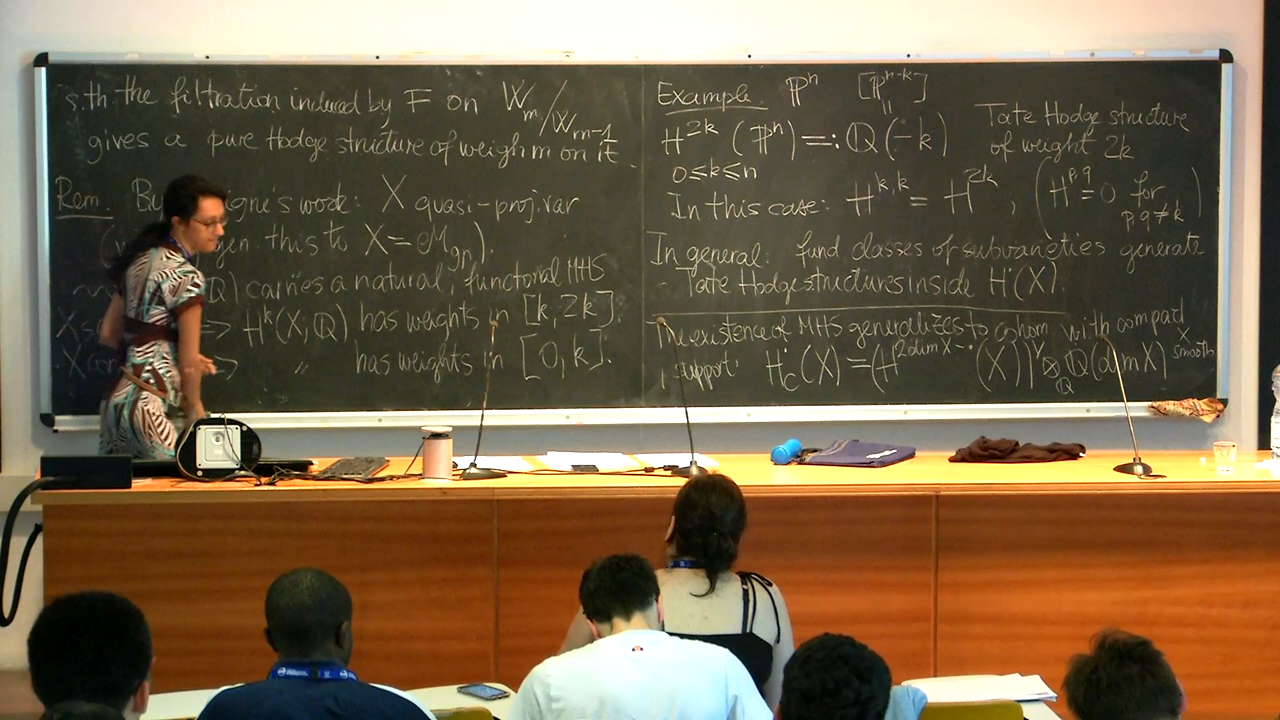 s.th the filtration induced by F on W_m/W_{m-1}
gives a pure Hodge structure of weigh m on it.
Rem. By gne's work: X quasi-proj. var
this to X = M_{g,n}).
Q) carries a natural, functorial MHS
=> H^k(X,Q) has weights in [k,2k].
" has weights in [0,k].
Example P^n [P^{n-k}]
H^{2k} (P^n) =: Q(-k) Tate Hodge structure
0≤k≤n of weight 2k
In this case: H^{k,k} = H^{2k}, (H^{p,q}=0 for p,q≠k)
In general: fund classes of subvarieties generate
Tate Hodge structures inside H^·(X).
The existence of MHS generalizes to cohom. with compact
support: H_c^·(X) = (H^{2dimX-·}(X))^∨ ⊗_Q Q(dimX) X smooth